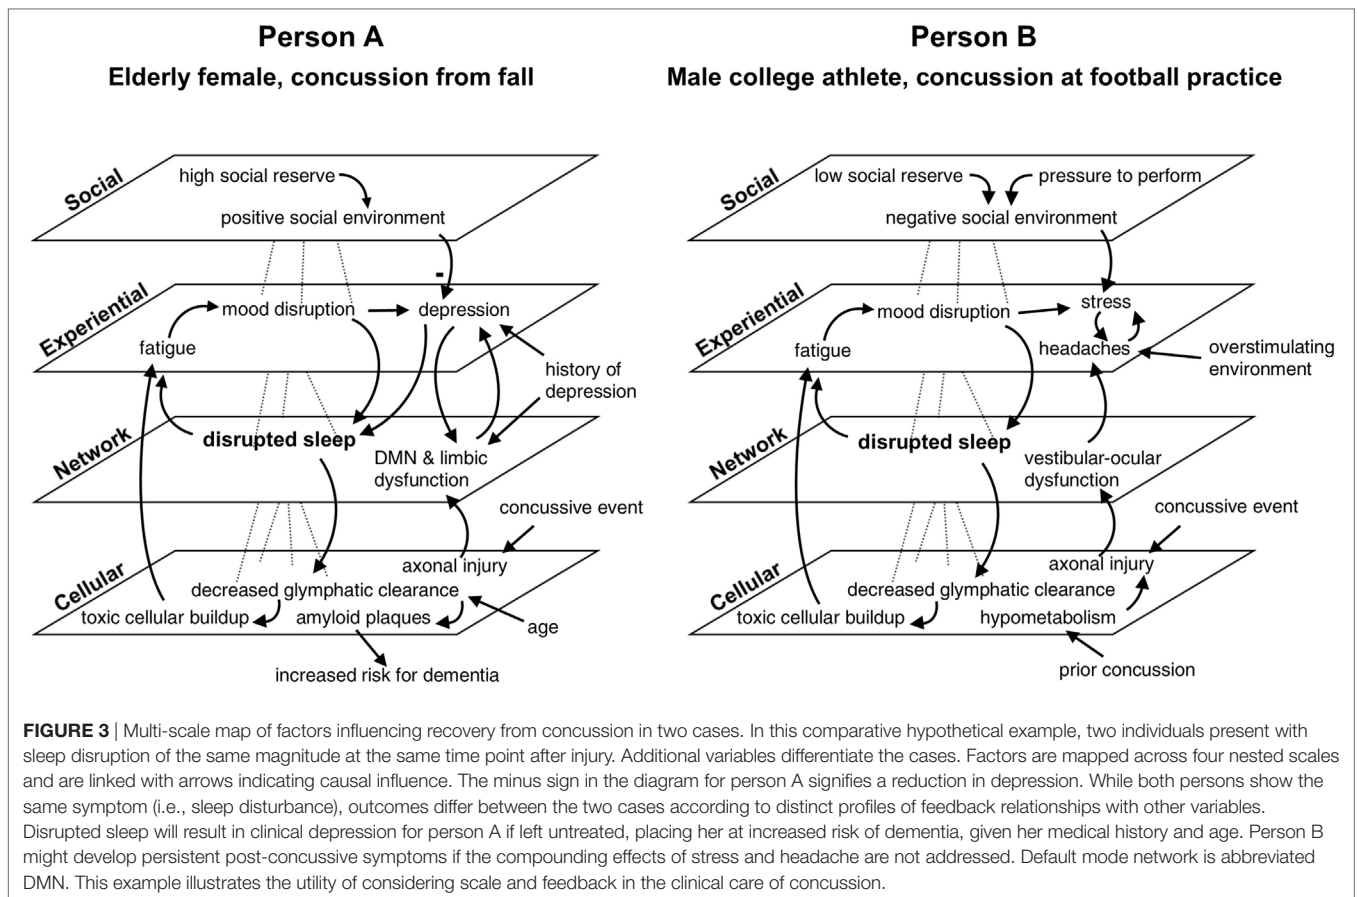 Person A
Elderly female, concussion from fall
Social
high social reserve
positive social environment
-
Experiential
mood disruption
depression
fatigue
history of
depression
Network
disrupted sleep
DMN & limbic
dysfunction
concussive event
Cellular
axonal injury
decreased glymphatic clearance
toxic cellular buildup
amyloid plaques
age
increased risk for dementia
Person B
Male college athlete, concussion at football practice
Social
low social reserve
pressure to perform
negative social environment
Experiential
mood disruption
stress
fatigue
headaches
overstimulating
environment
Network
disrupted sleep
vestibular-ocular
dysfunction
concussive event
Cellular
axonal injury
decreased glymphatic clearance
toxic cellular buildup
hypometabolism
prior concussion
FIGURE 3 | Multi-scale map of factors influencing recovery from concussion in two cases. In this comparative hypothetical example, two individuals present with
sleep disruption of the same magnitude at the same time point after injury. Additional variables differentiate the cases. Factors are mapped across four nested scales
and are linked with arrows indicating causal influence. The minus sign in the diagram for person A signifies a reduction in depression. While both persons show the
same symptom (i.e., sleep disturbance), outcomes differ between the two cases according to distinct profiles of feedback relationships with other variables.
Disrupted sleep will result in clinical depression for person A if left untreated, placing her at increased risk of dementia, given her medical history and age. Person B
might develop persistent post-concussive symptoms if the compounding effects of stress and headache are not addressed. Default mode network is abbreviated
DMN. This example illustrates the utility of considering scale and feedback in the clinical care of concussion.